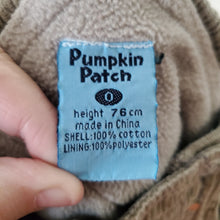 Pumpkin
Patch
0
height 76cm
made in China
SHELL:100% cotton
LINING:100% polyester